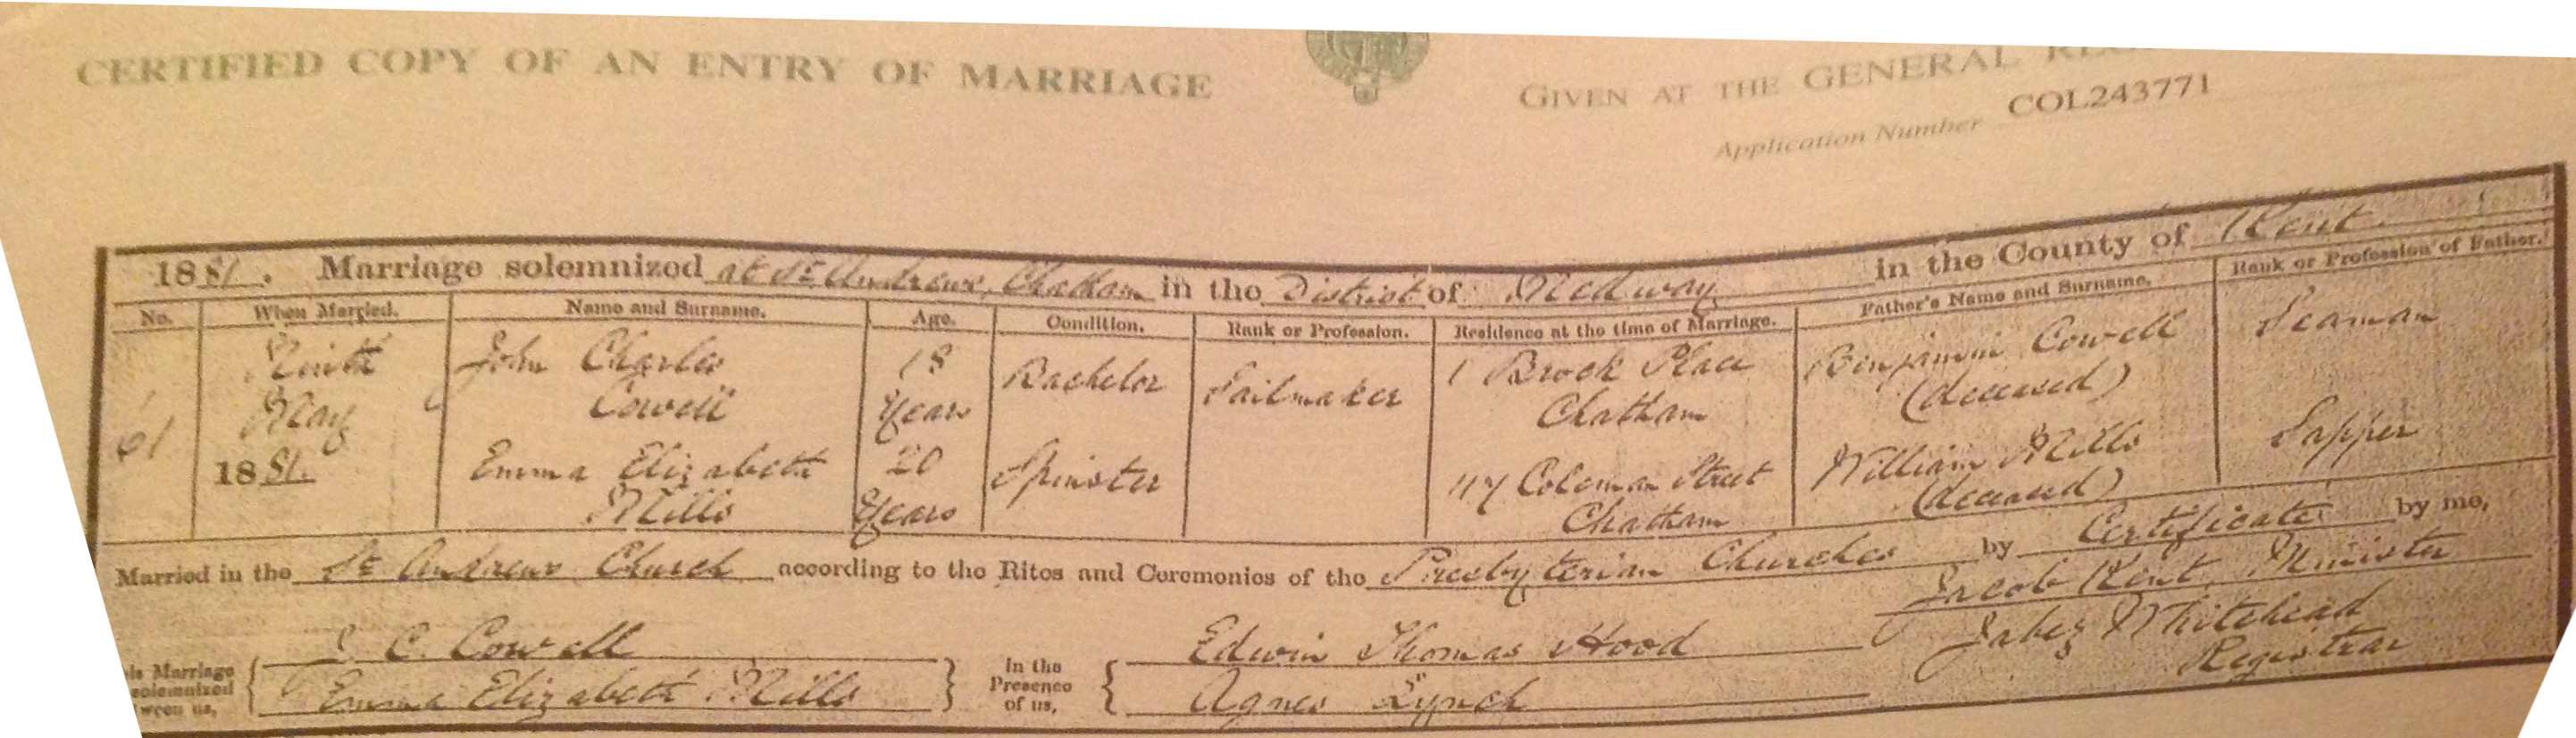 CERTIFIED COPY OF AN ENTRY OF MARRIAGE
GIVEN AT THE GENERAL
Application Number COL243771
1881. Marriage solemnized at St Andrews, Chatham in the District of Medway in the County of Kent.
No. When Married. Name and Surname. Age. Condition. Rank or Profession. Residence at the time of Marriage. Father's Name and Surname. Rank or Profession of Father.
61 Ninth May 1881. John Charles Cowell 18 Years Bachelor Sailmaker 1 Brook Place Chatham Benjamin Cowell (deceased) Seaman
Emma Elizabeth Mills 20 Years Spinster Coleman Street Chatham William Mills (deceased) Sapper
Married in the St Andrews Church according to the Rites and Ceremonies of the Presbyterian Churches by Certificate by me,
Jacob Kent, Minister
Jabez Whitehead
Registrar
is Marriage solemnized ween us,
J C. Cowell
Emma Elizabeth Mills
in the Presence of us,
Edwin Thomas Hood
Agnes Lynch